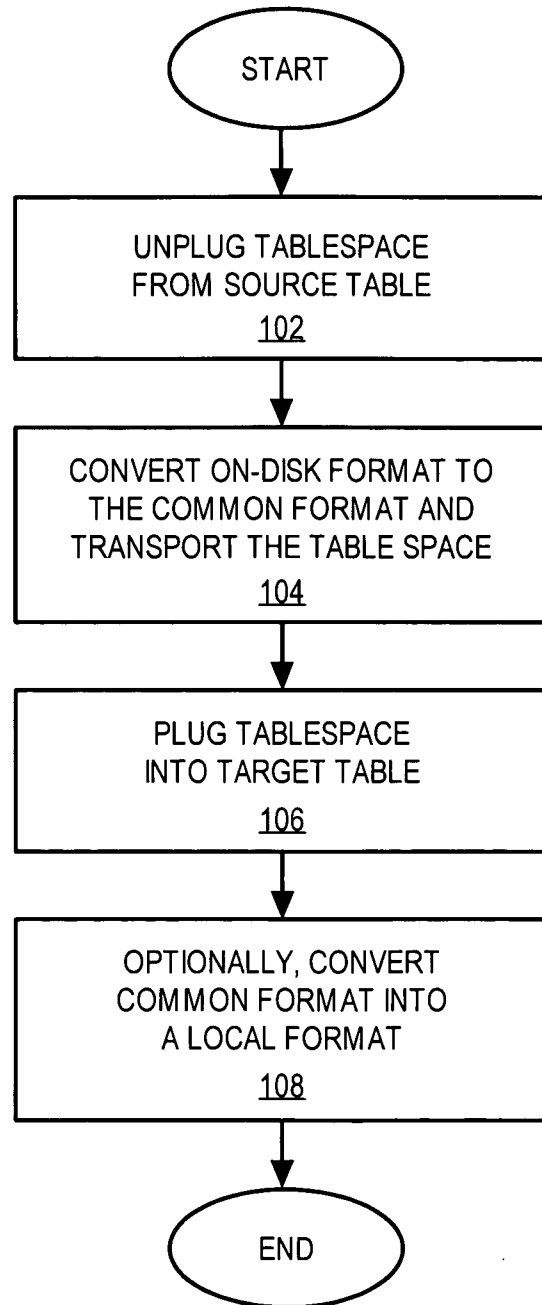 START
UNPLUG TABLESPACE
FROM SOURCE TABLE
102
CONVERT ON-DISK FORMAT TO
THE COMMON FORMAT AND
TRANSPORT THE TABLE SPACE
104
PLUG TABLESPACE
INTO TARGET TABLE
106
OPTIONALLY, CONVERT
COMMON FORMAT INTO
A LOCAL FORMAT
108
END